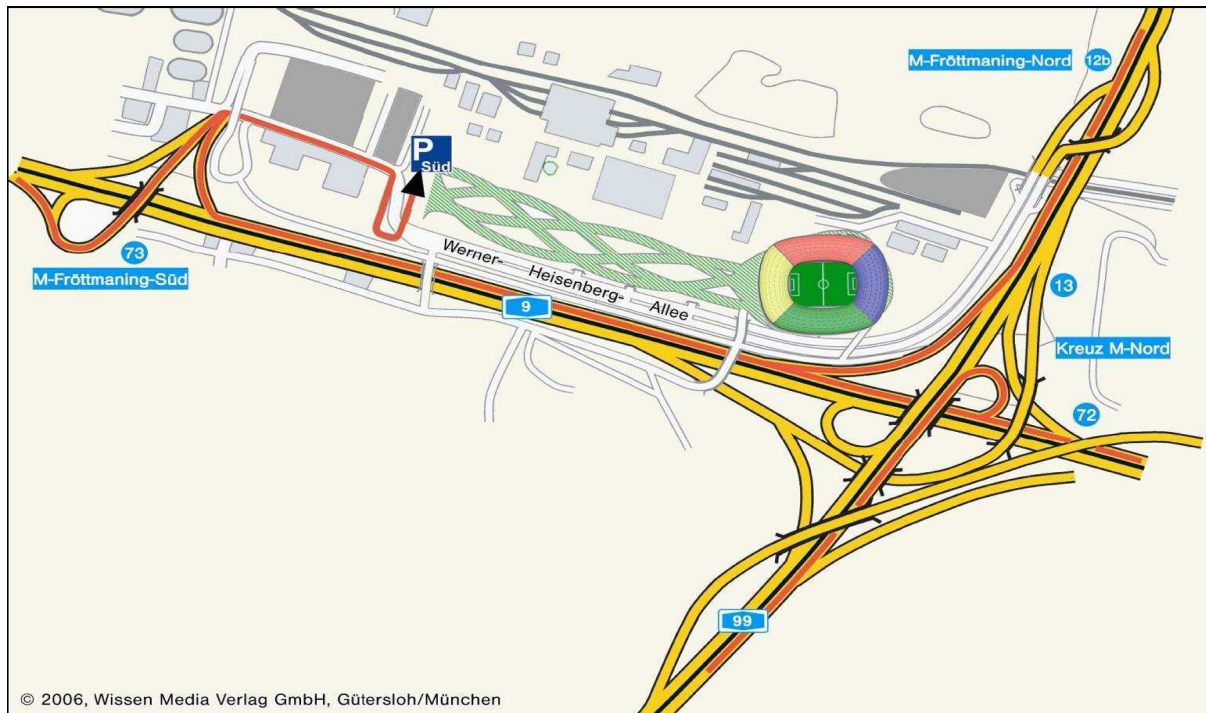 M-Fröttmaning-Nord 12b
P
Süd
73
M-Fröttmaning-Süd
Werner- Heisenberg- Allee
9
13
Kreuz M-Nord
72
99
© 2006, Wissen Media Verlag GmbH, Gütersloh/München